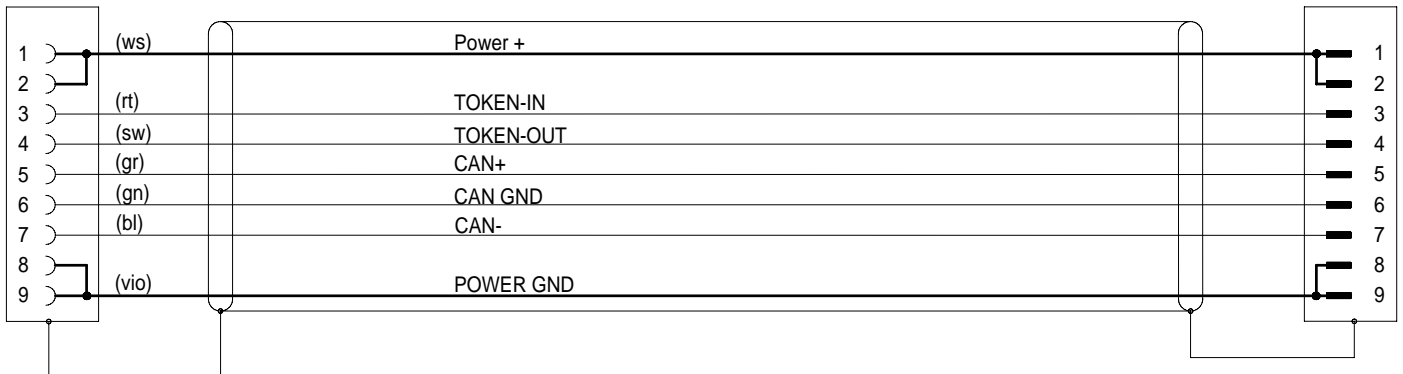 1 (ws) Power + 1
2 2
3 (rt) TOKEN-IN 3
4 (sw) TOKEN-OUT 4
5 (gr) CAN+ 5
6 (gn) CAN GND 6
7 (bl) CAN- 7
8 8
9 (vio) POWER GND 9